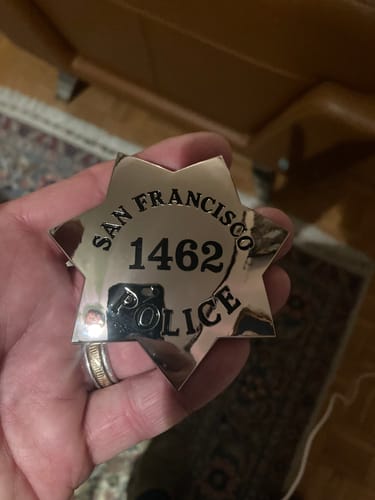 SAN FRANCISCO
1462
POLICE